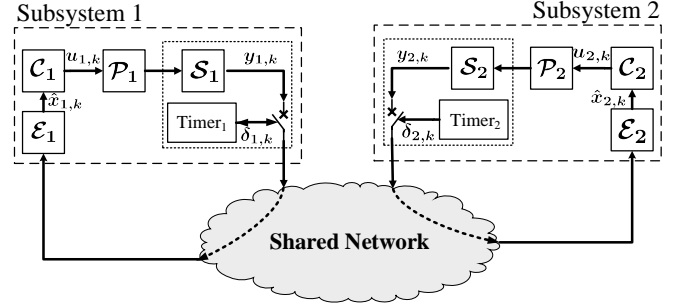 Subsystem 1
𝒞₁ u₁,ₖ 𝒫₁ 𝒮₁ y₁,ₖ
x̂₁,ₖ
ℰ₁
Timer₁
δ₁,ₖ
Subsystem 2
y₂,ₖ 𝒮₂ 𝒫₂ u₂,ₖ 𝒞₂
x̂₂,ₖ
ℰ₂
δ₂,ₖ
Timer₂
Shared Network